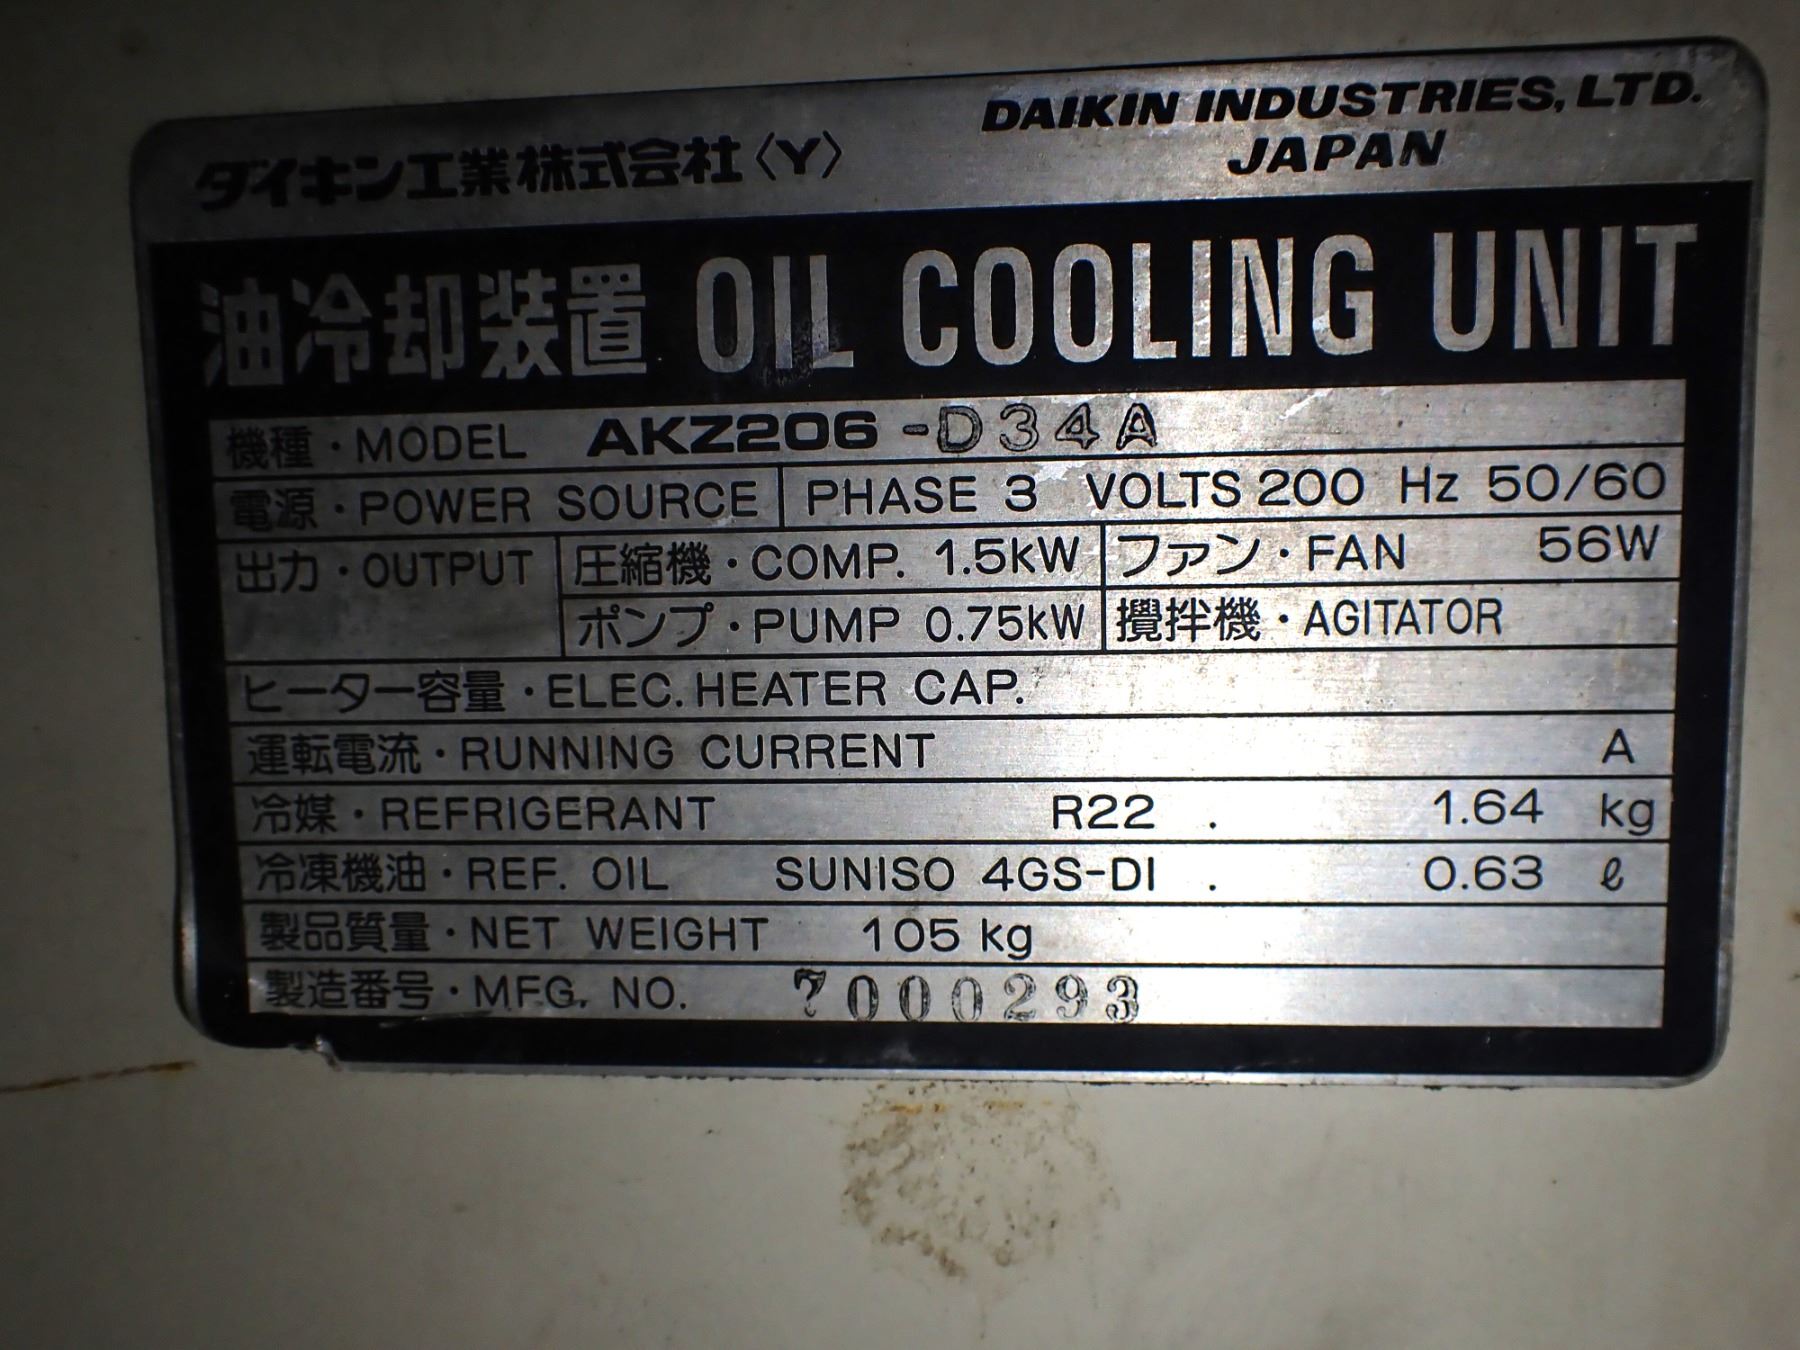 ダイキン工業株式会社〈Y〉 DAIKIN INDUSTRIES, LTD.
JAPAN
油冷却装置 OIL COOLING UNIT
機種・MODEL AKZ206-D34A
電源・POWER SOURCE PHASE 3 VOLTS 200 Hz 50/60
出力・OUTPUT 圧縮機・COMP. 1.5kW ファン・FAN 56W
ポンプ・PUMP 0.75kW 攪拌機・AGITATOR
ヒーター容量・ELEC. HEATER CAP.
運転電流・RUNNING CURRENT A
冷媒・REFRIGERANT R22 . 1.64 kg
冷凍機油・REF. OIL SUNISO 4GS-DI . 0.63 ℓ
製品質量・NET WEIGHT 105 kg
製造番号・MFG. NO. 7000293